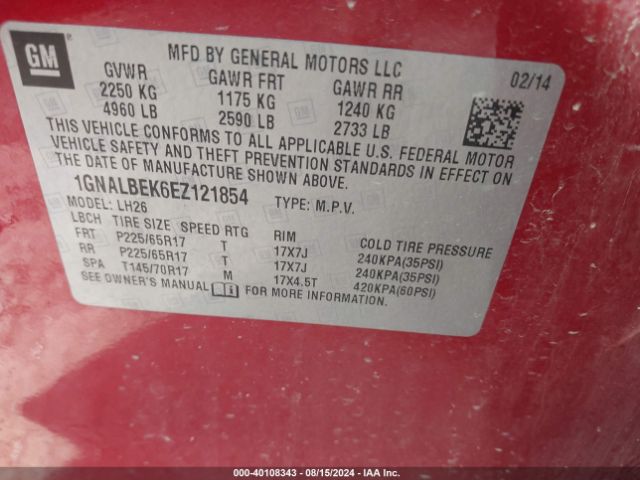 GM
MFD BY GENERAL MOTORS LLC
GVWR GAWR FRT GAWR RR 02/14
2250 KG 1175 KG 1240 KG
4960 LB 2590 LB 2733 LB
THIS VEHICLE CONFORMS TO ALL APPLICABLE U.S. FEDERAL MOTOR
VEHICLE SAFETY AND THEFT PREVENTION STANDARDS IN EFFECT ON
THE DATE OF MANUFACTURE SHOWN ABOVE.
1GNALBEK6EZ121854 TYPE: M.P.V.
MODEL: LH26
LBCH TIRE SIZE SPEED RTG RIM COLD TIRE PRESSURE
FRT P225/65R17 T 17X7J 240KPA(35PSI)
RR P225/65R17 T 17X7J 240KPA(35PSI)
SPA T145/70R17 M 17X4.5T 420KPA(60PSI)
SEE OWNER'S MANUAL FOR MORE INFORMATION.
000-40108343 - 08/15/2024 - IAA Inc.